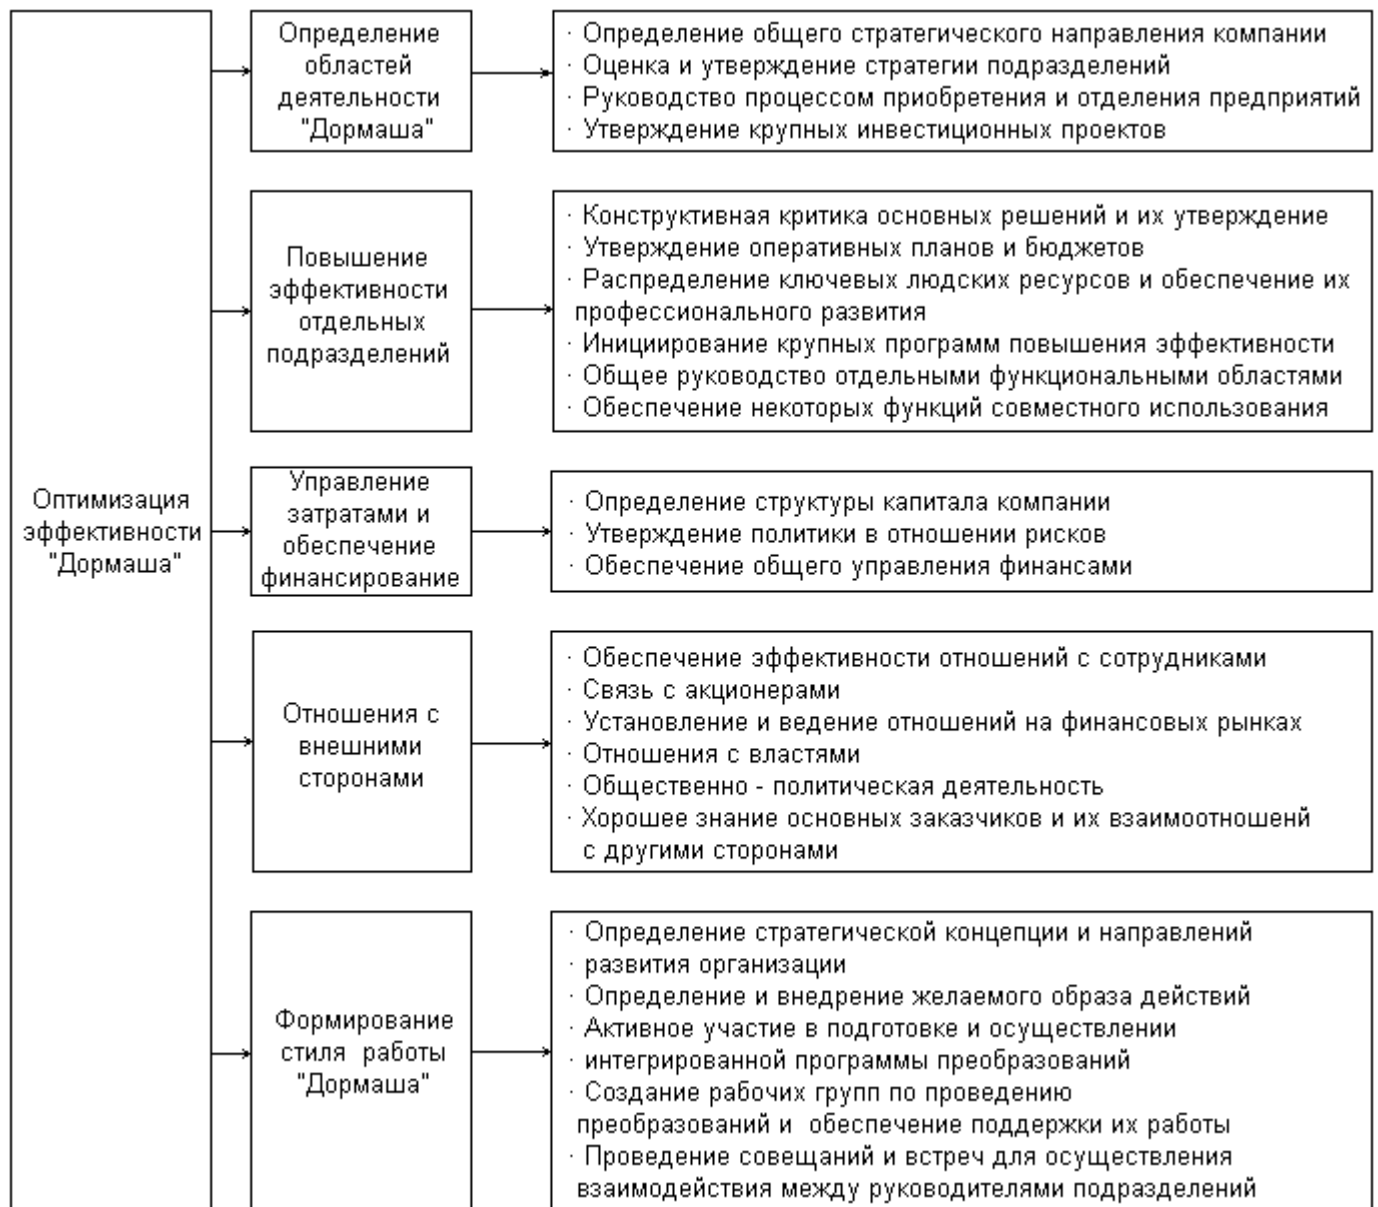 Оптимизация
эффективности
"Дормаша"
Определение
областей
деятельности
"Дормаша"
· Определение общего стратегического направления компании
· Оценка и утверждение стратегии подразделений
· Руководство процессом приобретения и отделения предприятий
· Утверждение крупных инвестиционных проектов
Повышение
эффективности
отдельных
подразделений
· Конструктивная критика основных решений и их утверждение
· Утверждение оперативных планов и бюджетов
· Распределение ключевых людских ресурсов и обеспечение их
профессионального развития
· Инициирование крупных программ повышения эффективности
· Общее руководство отдельными функциональными областями
· Обеспечение некоторых функций совместного использования
Управление
затратами и
обеспечение
финансирование
· Определение структуры капитала компании
· Утверждение политики в отношении рисков
· Обеспечение общего управления финансами
Отношения с
внешними
сторонами
· Обеспечение эффективности отношений с сотрудниками
· Связь с акционерами
· Установление и ведение отношений на финансовых рынках
· Отношения с властями
· Общественно - политическая деятельность
· Хорошее знание основных заказчиков и их взаимоотношенй
с другими сторонами
Формирование
стиля работы
"Дормаша"
· Определение стратегической концепции и направлений
· развития организации
· Определение и внедрение желаемого образа действий
· Активное участие в подготовке и осуществлении
· интегрированной программы преобразований
· Создание рабочих групп по проведению
преобразований и обеспечение поддержки их работы
· Проведение совещаний и встреч для осуществления
взаимодействия между руководителями подразделений